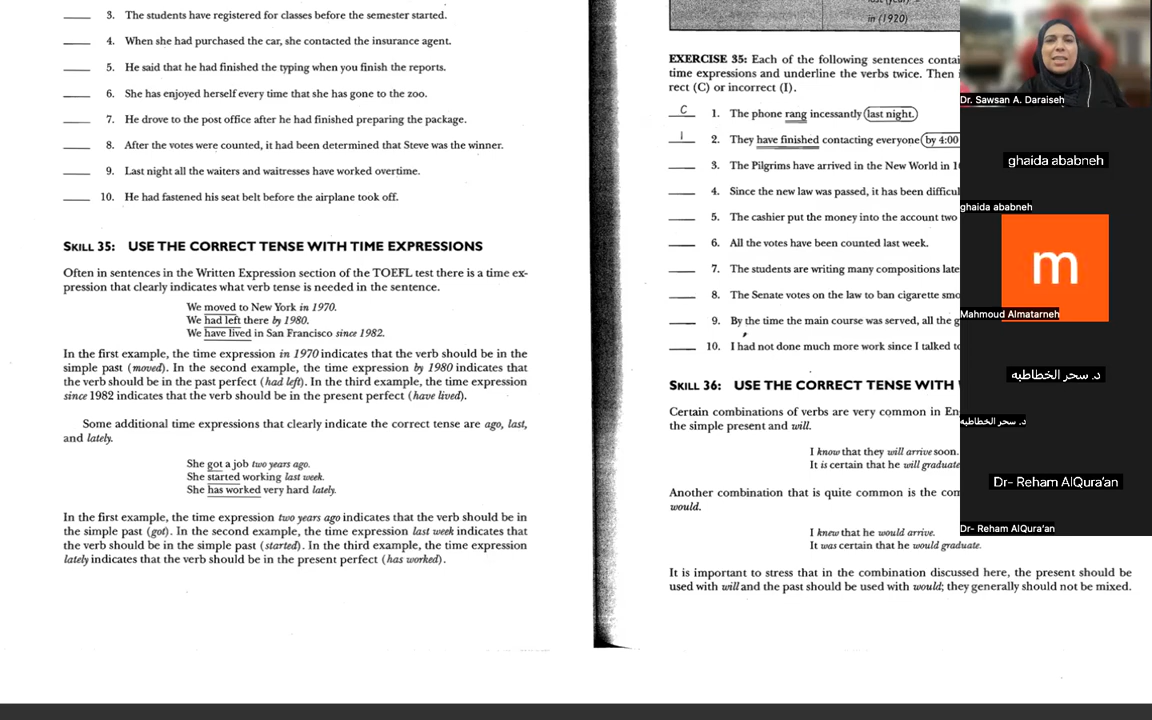 3. The students have registered for classes before the semester started.
4. When she had purchased the car, she contacted the insurance agent.
5. He said that he had finished the typing when you finish the reports.
6. She has enjoyed herself every time that she has gone to the zoo.
7. He drove to the post office after he had finished preparing the package.
8. After the votes were counted, it had been determined that Steve was the winner.
9. Last night all the waiters and waitresses have worked overtime.
10. He had fastened his seat belt before the airplane took off.
SKILL 35: USE THE CORRECT TENSE WITH TIME EXPRESSIONS
Often in sentences in the Written Expression section of the TOEFL test there is a time ex-
pression that clearly indicates what verb tense is needed in the sentence.
We moved to New York in 1970.
We had left there by 1980.
We have lived in San Francisco since 1982.
In the first example, the time expression in 1970 indicates that the verb should be in the
simple past (moved). In the second example, the time expression by 1980 indicates that
the verb should be in the past perfect (had left). In the third example, the time expression
since 1982 indicates that the verb should be in the present perfect (have lived).
Some additional time expressions that clearly indicate the correct tense are ago, last,
and lately.
She got a job two years ago.
She started working last week.
She has worked very hard lately.
In the first example, the time expression two years ago indicates that the verb should be in
the simple past (got). In the second example, the time expression last week indicates that
the verb should be in the simple past (started). In the third example, the time expression
lately indicates that the verb should be in the present perfect (has worked).
in (1920)
EXERCISE 35: Each of the following sentences contai
time expressions and underline the verbs twice. Then
rect (C) or incorrect (I).
C 1. The phone rang incessantly last night.
I 2. They have finished contacting everyone by 4:00
3. The Pilgrims have arrived in the New World in 1
4. Since the new law was passed, it has been difficul
5. The cashier put the money into the account two
6. All the votes have been counted last week.
7. The students are writing many compositions late
8. The Senate votes on the law to ban cigarette smo
9. By the time the main course was served, all the g
10. I had not done much more work since I talked to
SKILL 36: USE THE CORRECT TENSE WITH
Certain combinations of verbs are very common in En
the simple present and will.
I know that they will arrive soon.
It is certain that he will graduate
Another combination that is quite common is the com
would.
I knew that he would arrive.
It was certain that he would graduate.
It is important to stress that in the combination discussed here, the present should be
used with will and the past should be used with would; they generally should not be mixed.
Dr. Sawsan A. Daraiseh
ghaida ababneh
ghaida ababneh
m
Mahmoud Almatarneh
د. سحر الخطاطبه
د. سحر الخطاطبه
Dr- Reham AlQura'an
Dr- Reham AlQura'an